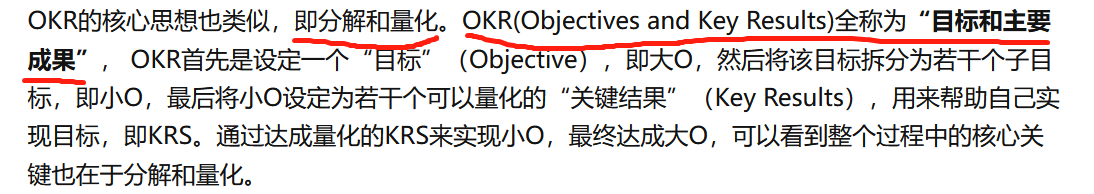 OKR的核心思想也类似，即分解和量化。OKR(Objectives and Key Results)全称为“目标和主要
成果”， OKR首先是设定一个“目标”（Objective），即大O，然后将该目标拆分为若干个子目
标，即小O，最后将小O设定为若干个可以量化的“关键结果”（Key Results），用来帮助自己实
现目标，即KRS。通过达成量化的KRS来实现小O，最终达成大O，可以看到整个过程中的核心关
键也在于分解和量化。